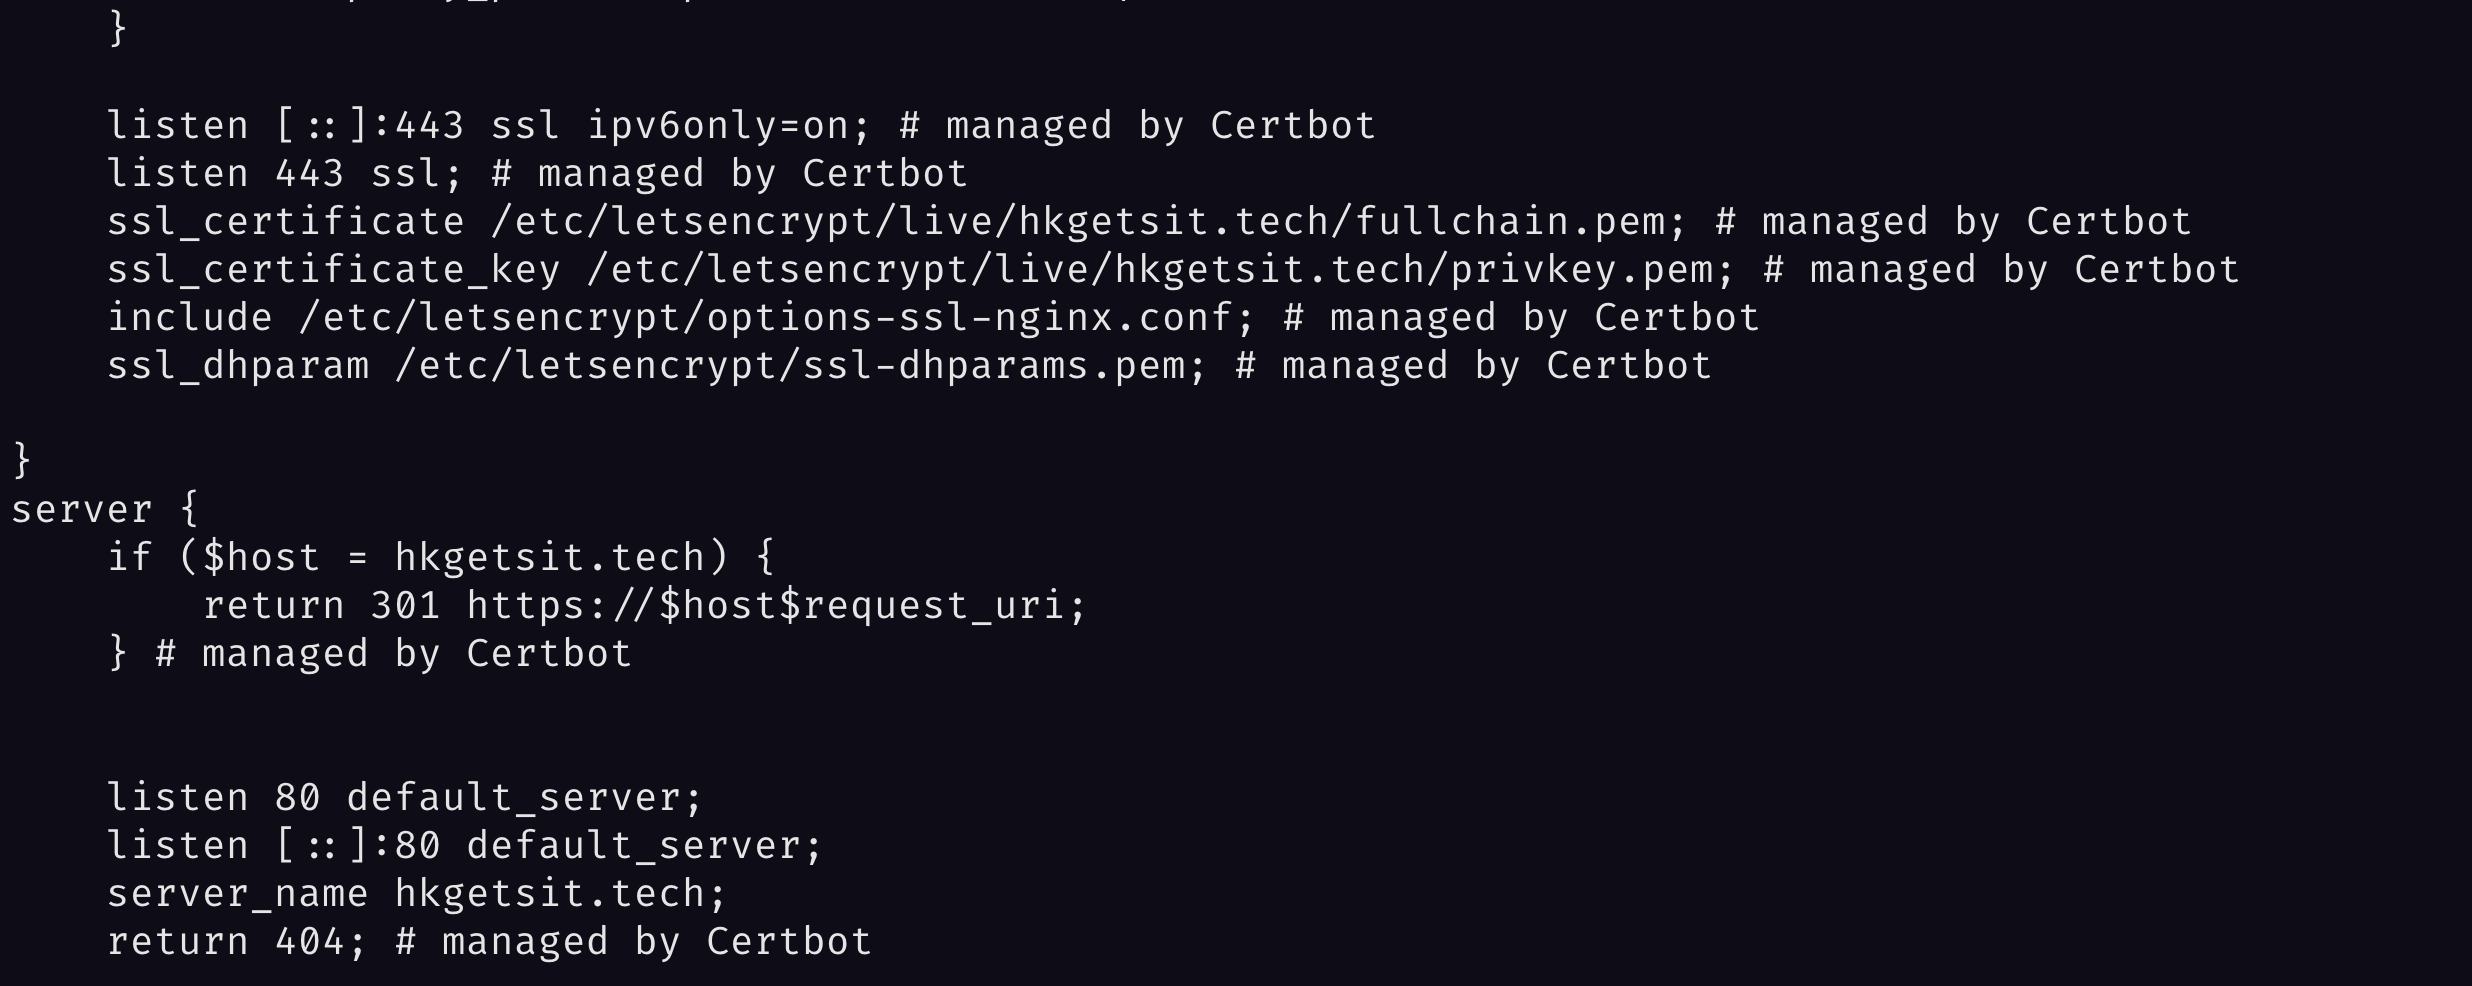 }
listen [::]:443 ssl ipv6only=on; # managed by Certbot
listen 443 ssl; # managed by Certbot
ssl_certificate /etc/letsencrypt/live/hkgetsit.tech/fullchain.pem; # managed by Certbot
ssl_certificate_key /etc/letsencrypt/live/hkgetsit.tech/privkey.pem; # managed by Certbot
include /etc/letsencrypt/options-ssl-nginx.conf; # managed by Certbot
ssl_dhparam /etc/letsencrypt/ssl-dhparams.pem; # managed by Certbot
}
server {
if ($host = hkgetsit.tech) {
return 301 https://$host$request_uri;
} # managed by Certbot
listen 80 default_server;
listen [::]:80 default_server;
server_name hkgetsit.tech;
return 404; # managed by Certbot